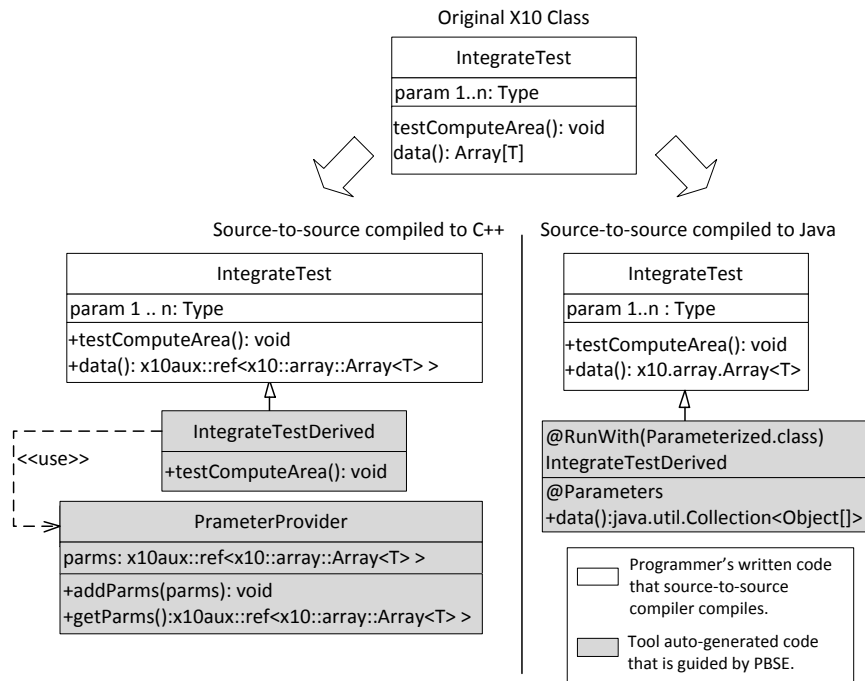 Original X10 Class
IntegrateTest
param 1..n: Type
testComputeArea(): void
data(): Array[T]
Source-to-source compiled to C++
IntegrateTest
param 1 .. n: Type
+testComputeArea(): void
+data(): x10aux::ref<x10::array::Array<T> >
IntegrateTestDerived
+testComputeArea(): void
<<use>>
PrameterProvider
parms: x10aux::ref<x10::array::Array<T> >
+addParms(parms): void
+getParms():x10aux::ref<x10::array::Array<T> >
Source-to-source compiled to Java
IntegrateTest
param 1..n : Type
+testComputeArea(): void
+data(): x10.array.Array<T>
@RunWith(Parameterized.class)
IntegrateTestDerived
@Parameters
+data():java.util.Collection<Object[]>
Programmer's written code
that source-to-source
compiler compiles.
Tool auto-generated code
that is guided by PBSE.